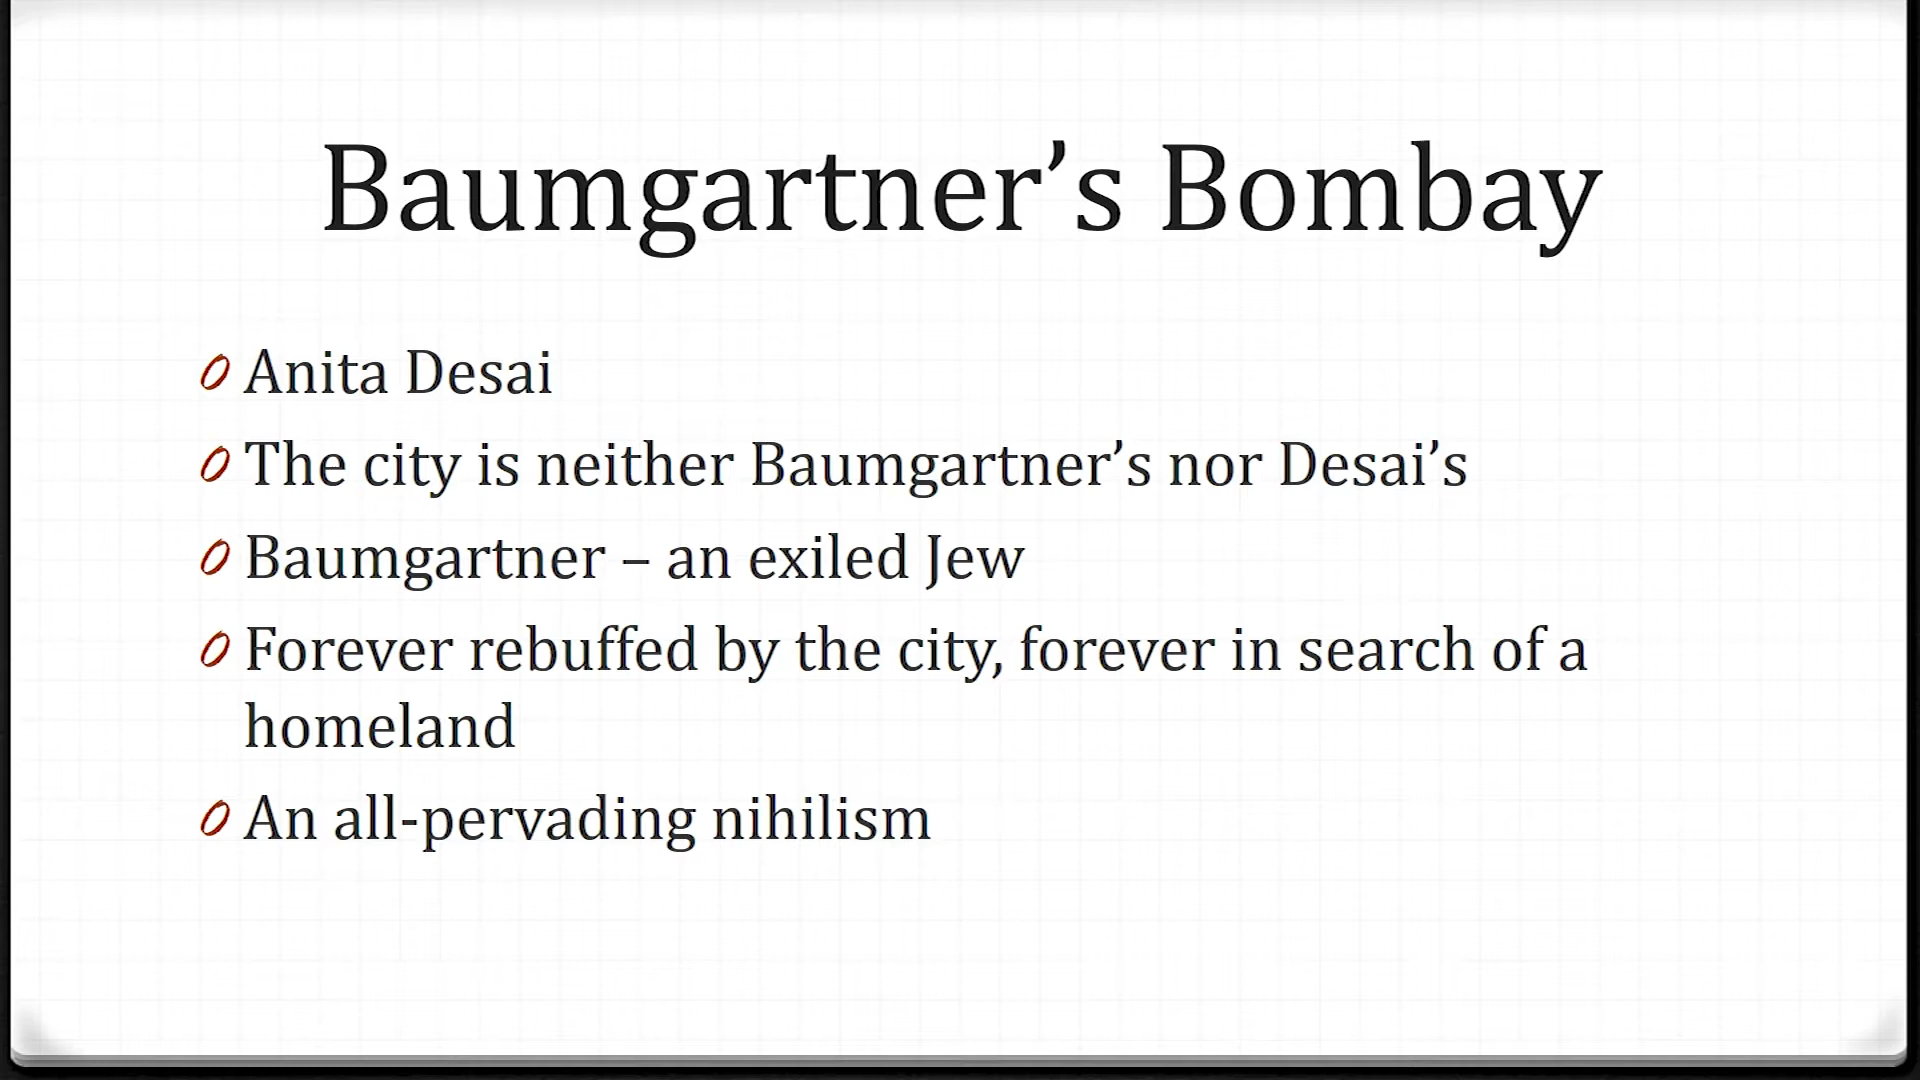 Baumgartner’s Bombay
Anita Desai
The city is neither Baumgartner’s nor Desai’s
Baumgartner – an exiled Jew
Forever rebuffed by the city, forever in search of a
homeland
An all-pervading nihilism